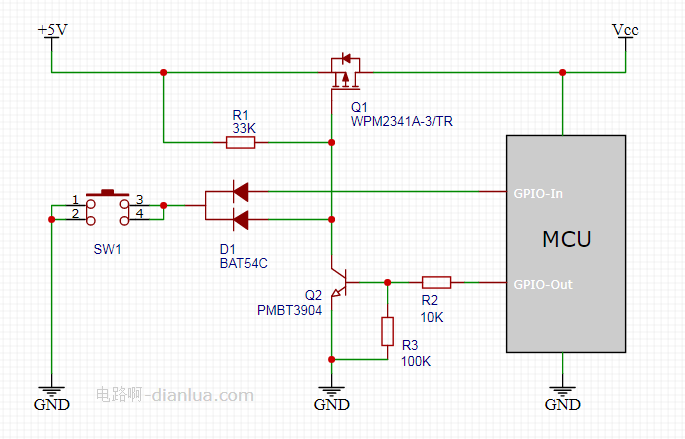 +5V
Vcc
Q1
WPM2341A-3/TR
R1
33K
1
2
3
4
SW1
D1
BAT54C
GPIO-In
MCU
GPIO-Out
Q2
PMBT3904
R2
10K
R3
100K
电路啊-dianlua.com
GND
GND
GND